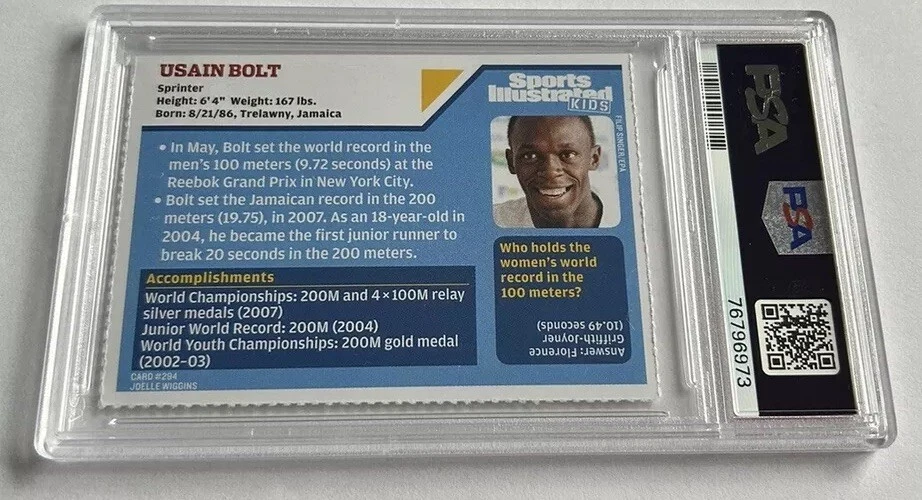 USAIN BOLT
Sprinter
Height: 6'4" Weight: 167 lbs.
Born: 8/21/86, Trelawny, Jamaica
• In May, Bolt set the world record in the
men's 100 meters (9.72 seconds) at the
Reebok Grand Prix in New York City.
• Bolt set the Jamaican record in the 200
meters (19.75), in 2007. As an 18-year-old in
2004, he became the first junior runner to
break 20 seconds in the 200 meters.
Accomplishments
World Championships: 200M and 4×100M relay
silver medals (2007)
Junior World Record: 200M (2004)
World Youth Championships: 200M gold medal
(2002-03)
CARD #294
JOELLE WIGGINS
Sports
Illustrated
KIDS
FILIP SINGER/EPA
Who holds the
women's world
record in the
100 meters?
Answer: Florence
Griffith-Joyner
(10.49 seconds)
PSA
PSA
76796973